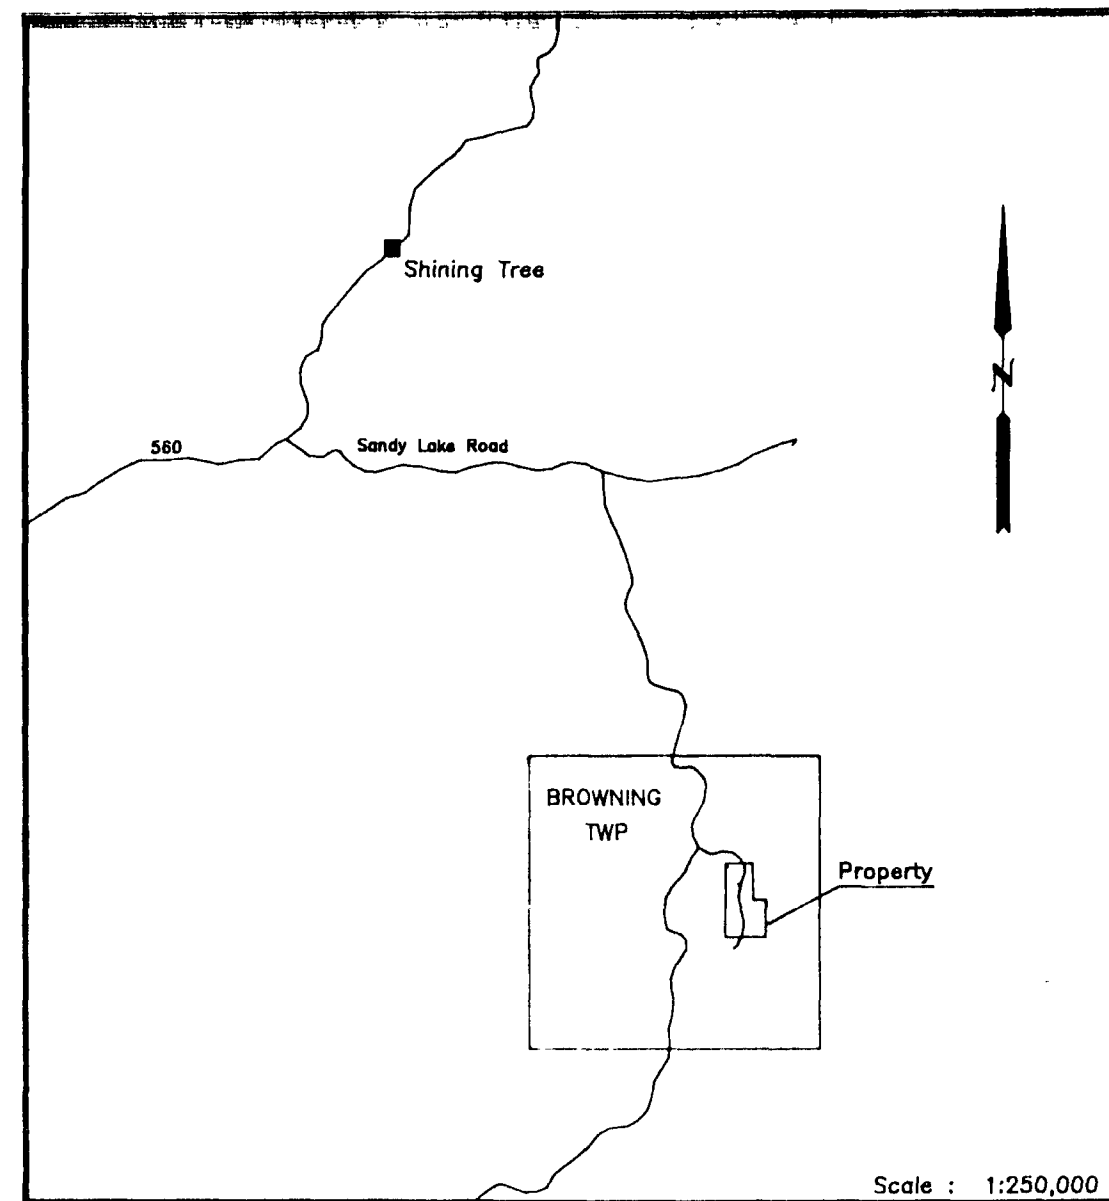 Shining Tree
N
560
Sandy Lake Road
BROWNING
TWP
Property
Scale : 1:250,000